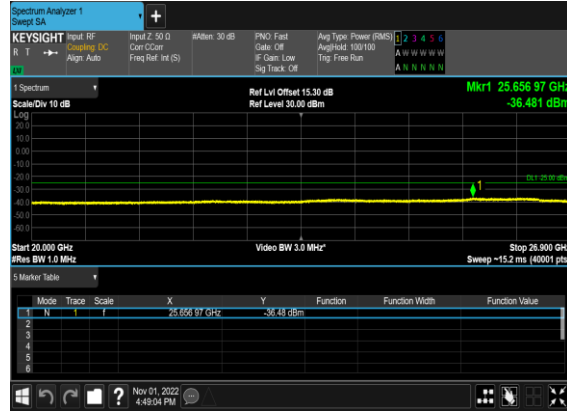 Spectrum Analyzer 1
Swept SA
KEYSIGHT Input: RF Input Z: 50 Ω #Atten: 30 dB PNO: Fast Avg Type: Power (RMS) 1 2 3 4 5 6
R T Coupling: DC Corr CCorr Gate: Off Avg|Hold: 100/100 A W W W W W
Align: Auto Freq Ref: Int (S) IF Gain: Low Trig: Free Run
Sig Track: Off A N N N N N
LW
1 Spectrum Ref Lvl Offset 15.30 dB Mkr1 25.656 97 GHz
Scale/Div 10 dB Ref Level 30.00 dBm -36.481 dBm
Log
20.0
10.0
0.00
-10.0
-20.0
DL1 -25.00 dBm
-30.0
1
-40.0
-50.0
-60.0
Start 20.000 GHz Video BW 3.0 MHz* Stop 26.900 GHz
#Res BW 1.0 MHz Sweep ~15.2 ms (40001 pts)
5 Marker Table
Mode Trace Scale X Y Function Function Width Function Value
1 N 1 f 25.656 97 GHz -36.48 dBm
2
3
4
5
6
? Nov 01, 2022
4:49:04 PM